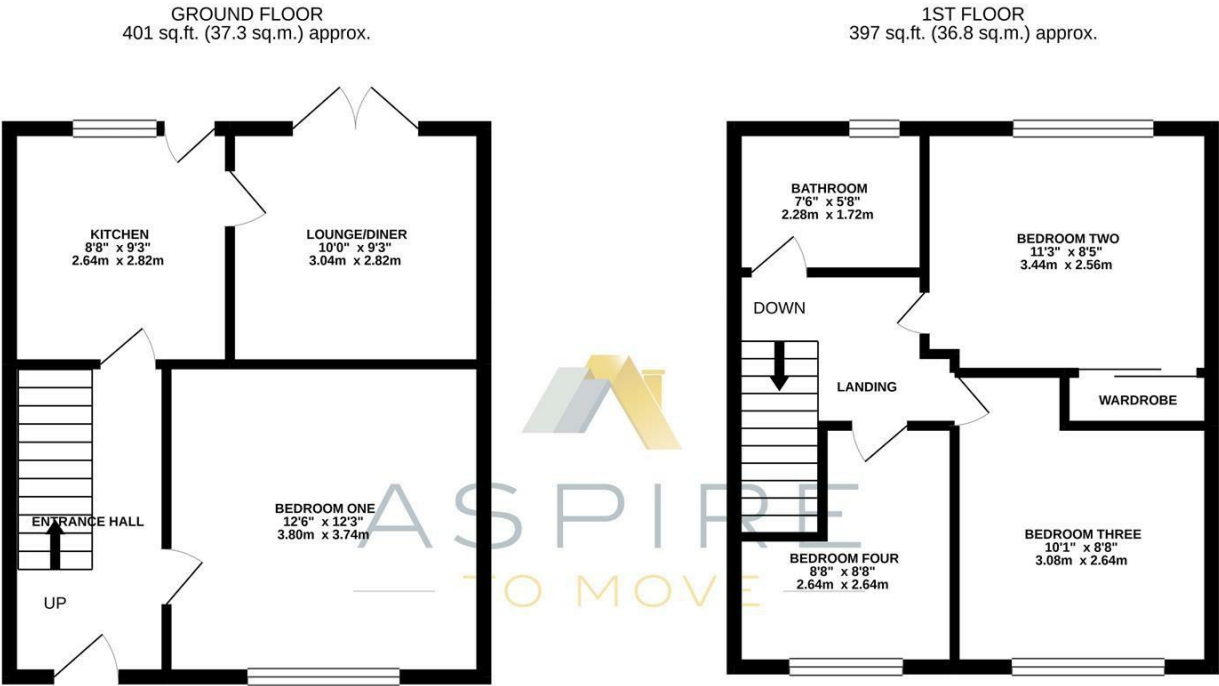 GROUND FLOOR
401 sq.ft. (37.3 sq.m.) approx.
KITCHEN
8'8" x 9'3"
2.64m x 2.82m
LOUNGE/DINER
10'0" x 9'3"
3.04m x 2.82m
BEDROOM ONE
12'6" x 12'3"
3.80m x 3.74m
ENTRANCE HALL
UP
1ST FLOOR
397 sq.ft. (36.8 sq.m.) approx.
BATHROOM
7'6" x 5'8"
2.28m x 1.72m
BEDROOM TWO
11'3" x 8'5"
3.44m x 2.56m
DOWN
LANDING
WARDROBE
BEDROOM THREE
10'1" x 8'8"
3.08m x 2.64m
BEDROOM FOUR
8'8" x 8'8"
2.64m x 2.64m
ASPIRE
TO MOVE